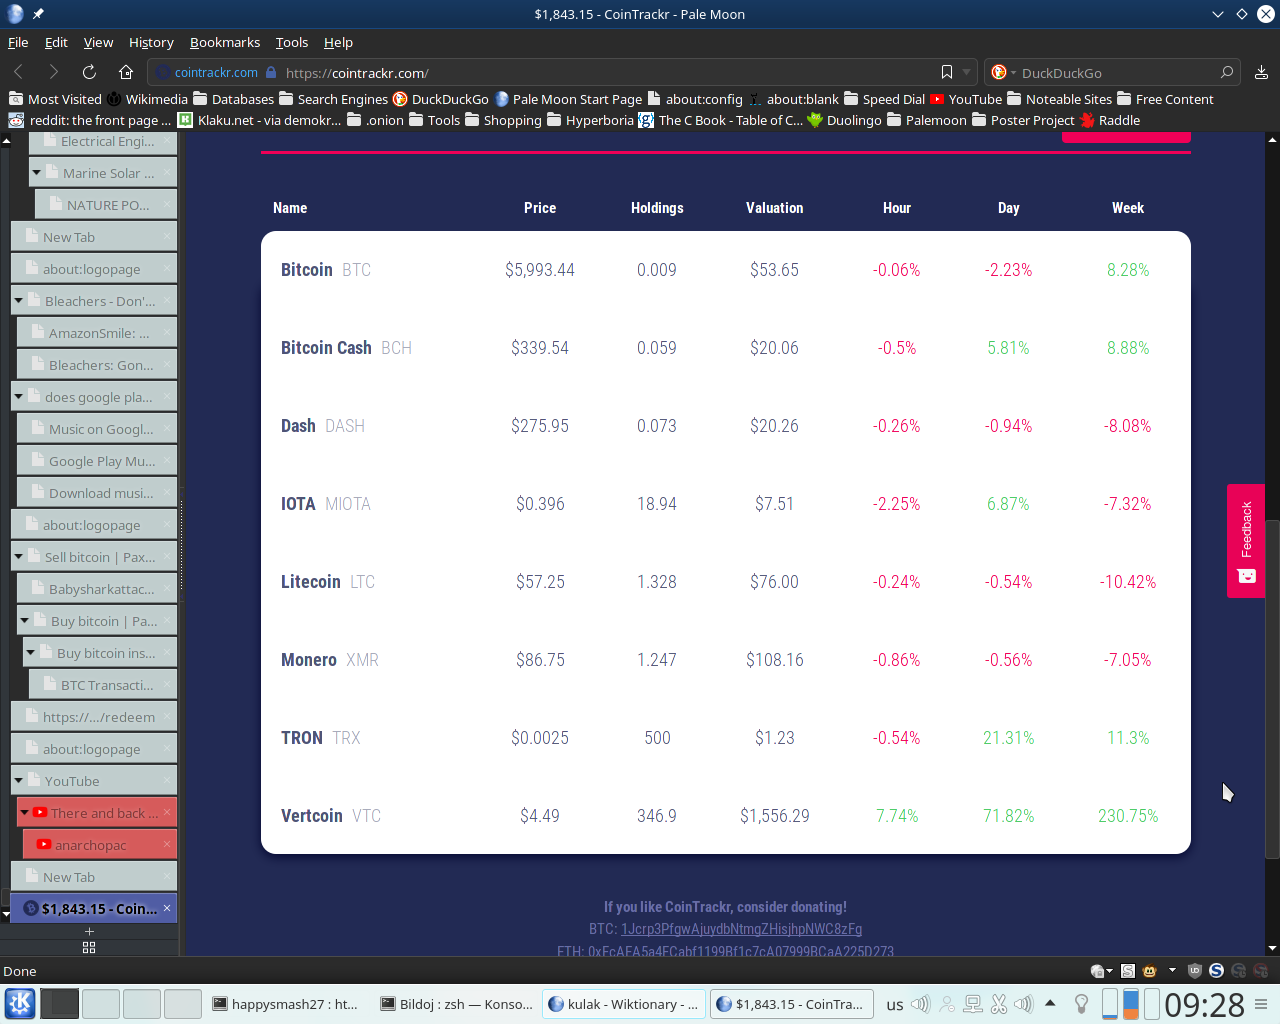 $1,843.15 - CoinTrackr - Pale Moon
File Edit View History Bookmarks Tools Help
cointrackr.com https://cointrackr.com/ DuckDuckGo
Most Visited Wikimedia Databases Search Engines DuckDuckGo Pale Moon Start Page about:config about:blank Speed Dial YouTube Noteable Sites Free Content
reddit: the front page ... Klaku.net - via demokr... .onion Tools Shopping Hyperboria The C Book - Table of C... Duolingo Palemoon Poster Project Raddle
Electrical Engi...
Marine Solar ...
NATURE PO...
New Tab
about:logopage
Bleachers - Don'...
AmazonSmile: ...
Bleachers: Gon...
does google pla...
Music on Googl...
Google Play Mu...
Download musi...
about:logopage
Sell bitcoin | Pax...
Babysharkattac...
Buy bitcoin | Pa...
Buy bitcoin ins...
BTC Transacti...
https://.../redeem
about:logopage
YouTube
There and back ...
anarchopac
New Tab
$1,843.15 - Coin...
Name Price Holdings Valuation Hour Day Week
Bitcoin BTC $5,993.44 0.009 $53.65 -0.06% -2.23% 8.28%
Bitcoin Cash BCH $339.54 0.059 $20.06 -0.5% 5.81% 8.88%
Dash DASH $275.95 0.073 $20.26 -0.26% -0.94% -8.08%
IOTA MIOTA $0.396 18.94 $7.51 -2.25% 6.87% -7.32%
Litecoin LTC $57.25 1.328 $76.00 -0.24% -0.54% -10.42%
Monero XMR $86.75 1.247 $108.16 -0.86% -0.56% -7.05%
TRON TRX $0.0025 500 $1.23 -0.54% 21.31% 11.3%
Vertcoin VTC $4.49 346.9 $1,556.29 7.74% 71.82% 230.75%
Feedback
If you like CoinTrackr, consider donating!
BTC: 1Jcrp3PfgwAjuydbNtmgZHisjhpNWC8zFg
ETH: 0xFcAFA5a4FCabf1199Bf1c7cA07999BCaA225D273
Done
happysmash27 : ht... Bildoj : zsh — Konso... kulak - Wiktionary - ... $1,843.15 - CoinTra... us 09:28